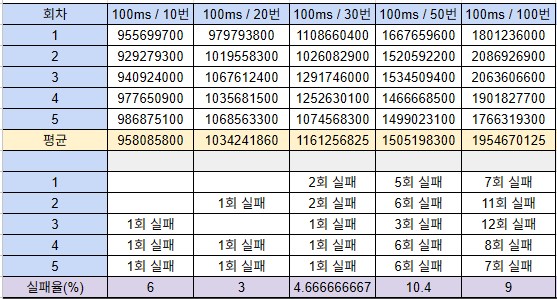 회차 100ms / 10번 100ms / 20번 100ms / 30번 100ms / 50번 100ms / 100번
1 955699700 979793800 1108660400 1667659600 1801236000
2 929279300 1019558300 1026082900 1520592200 2086926900
3 940924000 1067612400 1291746000 1534509400 2063606600
4 977650900 1035681500 1252630100 1466668500 1901827700
5 986875100 1068563300 1074568300 1499023100 1766319300
평균 958085800 1034241860 1161256825 1505198300 1954670125
1 2회 실패 5회 실패 7회 실패
2 1회 실패 2회 실패 6회 실패 11회 실패
3 1회 실패 1회 실패 3회 실패 12회 실패
4 1회 실패 1회 실패 1회 실패 6회 실패 8회 실패
5 1회 실패 1회 실패 1회 실패 6회 실패 7회 실패
실패율(%) 6 3 4.666666667 10.4 9